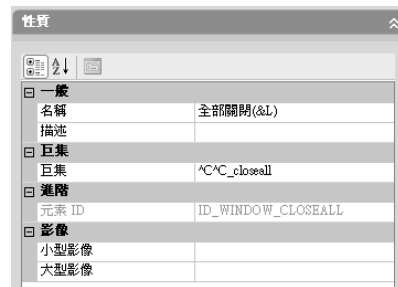 性質
一般
名稱 全部關閉(&L)
描述
巨集
巨集 ^C^C_closeall
進階
元素 ID ID_WINDOW_CLOSEALL
影像
小型影像
大型影像